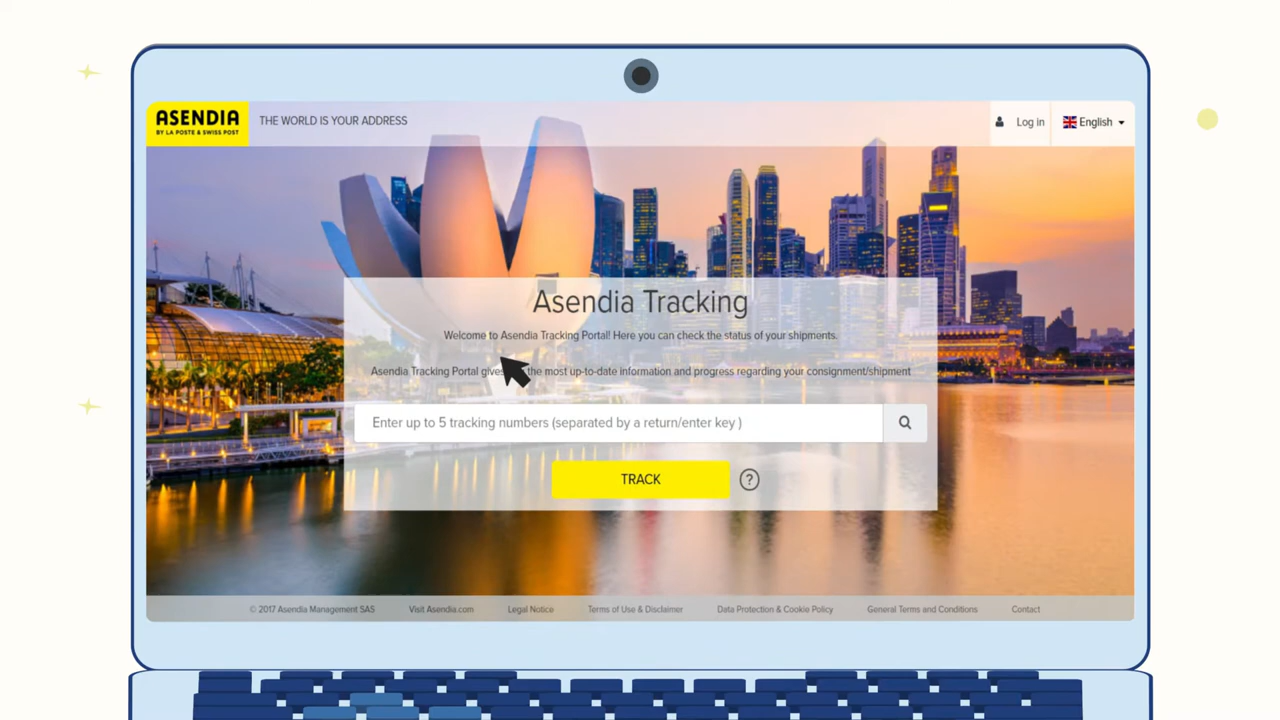 ASENDIA
BY LA POSTE & SWISS POST
THE WORLD IS YOUR ADDRESS
Log in
English
Asendia Tracking
Welcome to Asendia Tracking Portal! Here you can check the status of your shipments.
Asendia Tracking Portal gives the most up-to-date information and progress regarding your consignment/shipment
Enter up to 5 tracking numbers (separated by a return/enter key )
TRACK
?
© 2017 Asendia Management SAS Visit Asendia.com Legal Notice Terms of Use & Disclaimer Data Protection & Cookie Policy General Terms and Conditions Contact